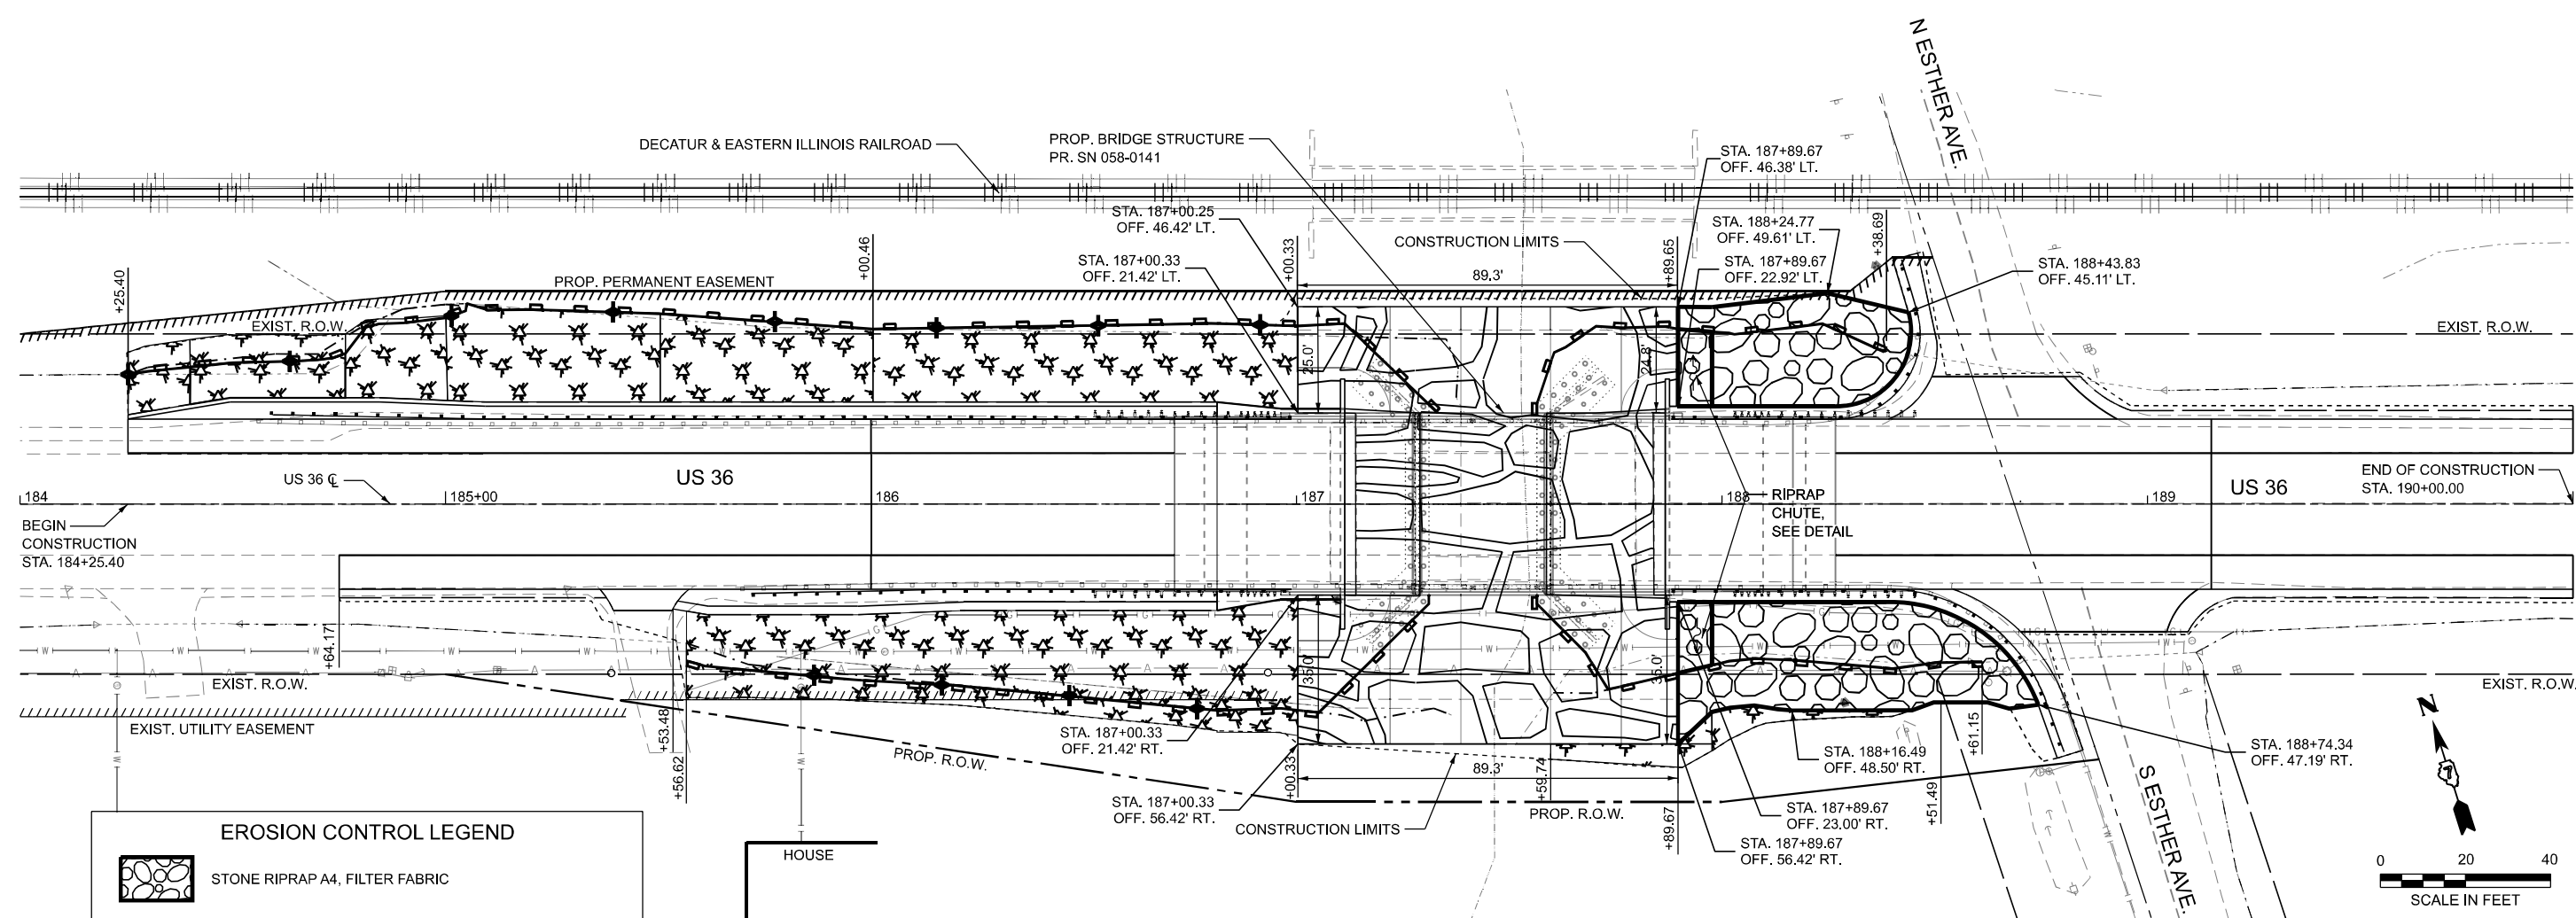 N ESTHER AVE.
DECATUR & EASTERN ILLINOIS RAILROAD
PROP. BRIDGE STRUCTURE
PR. SN 058-0141
STA. 187+89.67
OFF. 46.38' LT.
STA. 187+00.25
OFF. 46.42' LT.
STA. 188+24.77
OFF. 49.61' LT.
+38.69
CONSTRUCTION LIMITS
STA. 187+00.33
OFF. 21.42' LT.
STA. 187+89.67
OFF. 22.92' LT.
STA. 188+43.83
OFF. 45.11' LT.
+25.40
+00.46
+00.33
+89.65
89.3'
PROP. PERMANENT EASEMENT
EXIST. R.O.W.
EXIST. R.O.W.
25.0'
24.8'
US 36 ℄
US 36
184
185+00
186
187
188
189
US 36
END OF CONSTRUCTION
STA. 190+00.00
BEGIN
CONSTRUCTION
STA. 184+25.40
RIPRAP
CHUTE,
SEE DETAIL
+64.17'
EXIST. R.O.W.
EXIST. R.O.W.
35.0'
35.0'
EXIST. UTILITY EASEMENT
+53.48
+56.62
PROP. R.O.W.
STA. 187+00.33
OFF. 21.42' RT.
+00.33
89.3'
+59.74
+89.67
STA. 188+16.49
OFF. 48.50' RT.
+61.15
+51.49
STA. 188+74.34
OFF. 47.19' RT.
STA. 187+00.33
OFF. 56.42' RT.
CONSTRUCTION LIMITS
PROP. R.O.W.
STA. 187+89.67
OFF. 23.00' RT.
STA. 187+89.67
OFF. 56.42' RT.
S ESTHER AVE.
N
EROSION CONTROL LEGEND
STONE RIPRAP A4, FILTER FABRIC
HOUSE
0 20 40
SCALE IN FEET